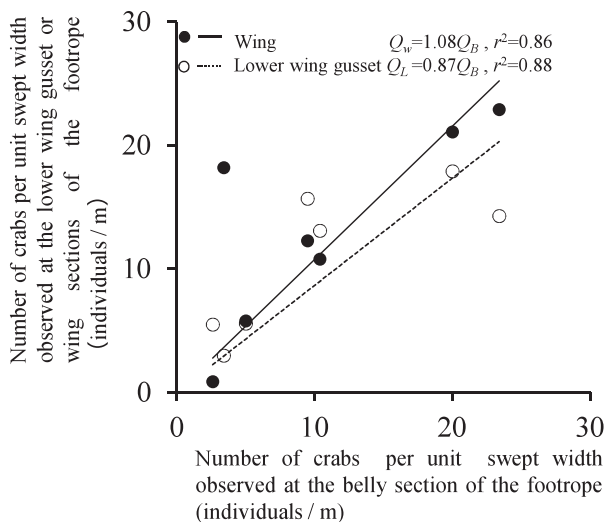 Number of crabs per unit swept width
observed at the lower wing gusset or
wing sections of the footrope
(individuals / m)
30
20
10
0
Wing Q_w=1.08Q_B , r²=0.86
Lower wing gusset Q_L=0.87Q_B , r²=0.88
0 10 20 30
Number of crabs per unit swept width
observed at the belly section of the footrope
(individuals / m)